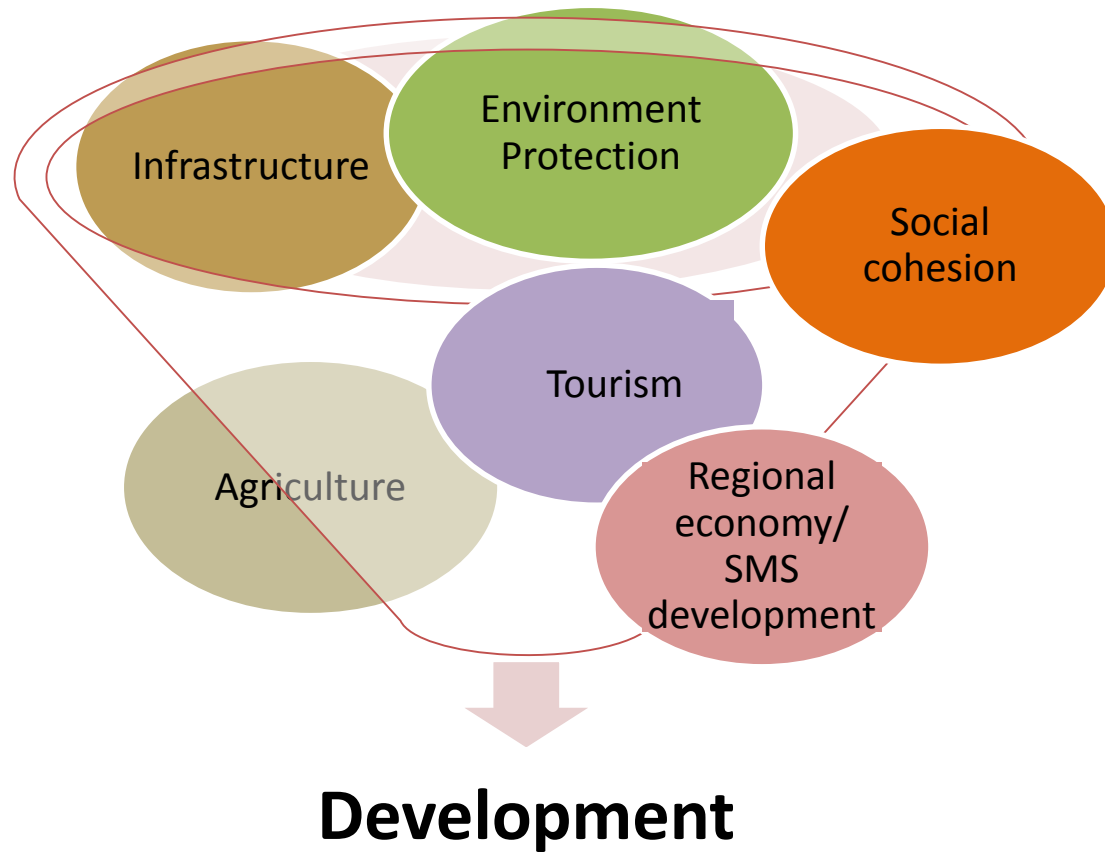 Environment
Protection
Infrastructure
Social
cohesion
Tourism
Agriculture
Regional
economy/
SMS
development
Development